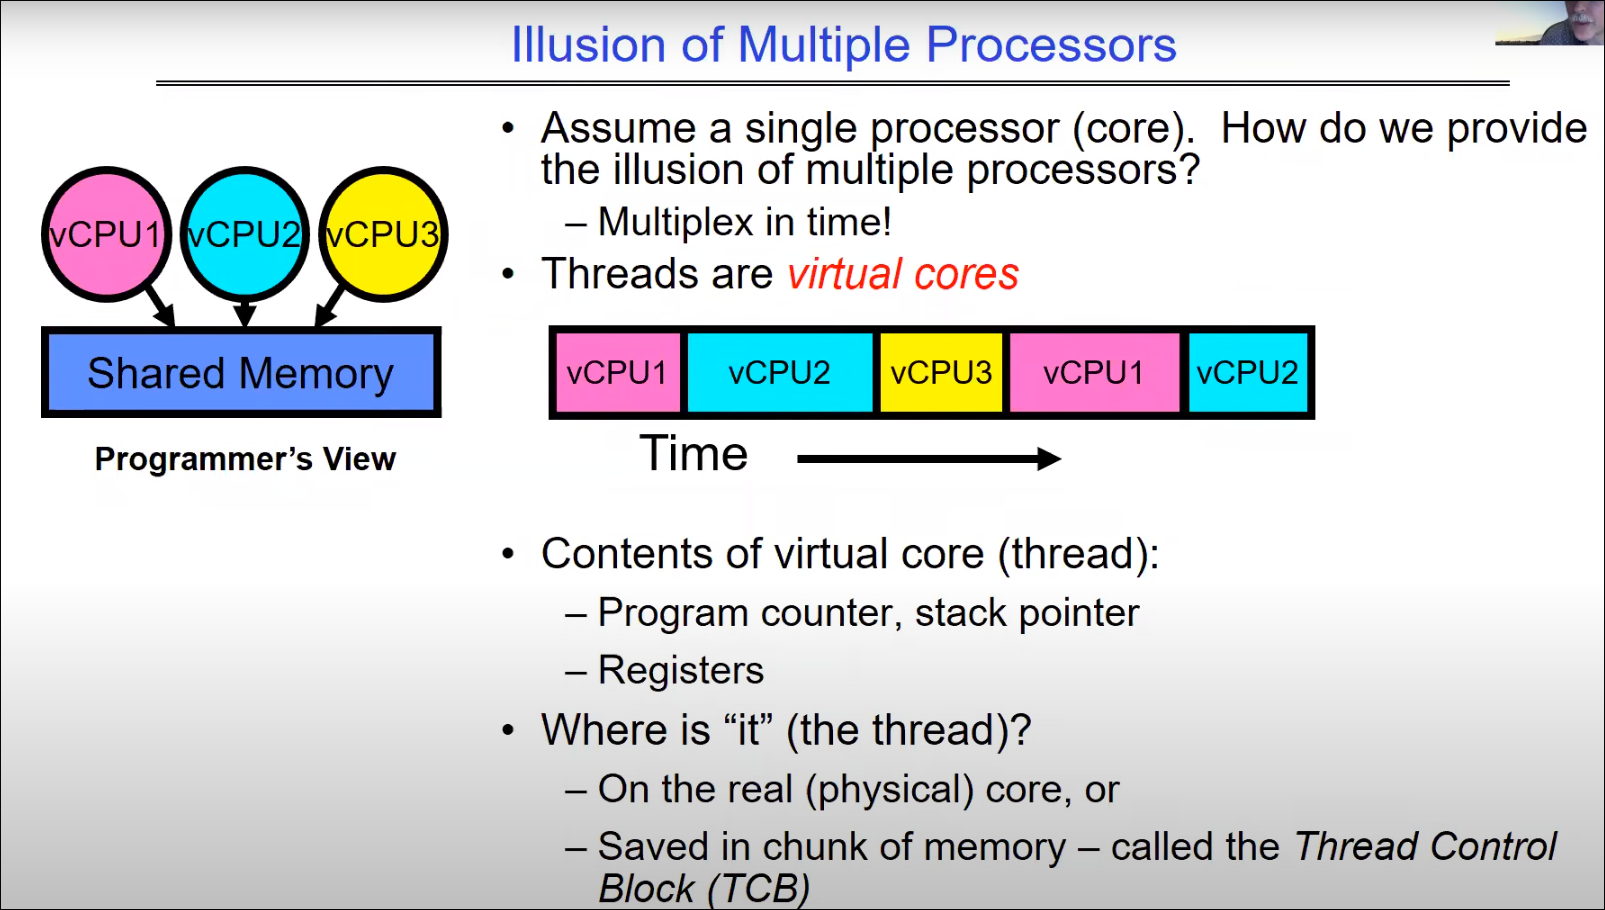 Illusion of Multiple Processors
• Assume a single processor (core). How do we provide
the illusion of multiple processors?
– Multiplex in time!
• Threads are virtual cores
vCPU1 vCPU2 vCPU3
Shared Memory
Programmer's View
vCPU1 vCPU2 vCPU3 vCPU1 vCPU2
Time
• Contents of virtual core (thread):
– Program counter, stack pointer
– Registers
• Where is “it” (the thread)?
– On the real (physical) core, or
– Saved in chunk of memory – called the Thread Control
Block (TCB)